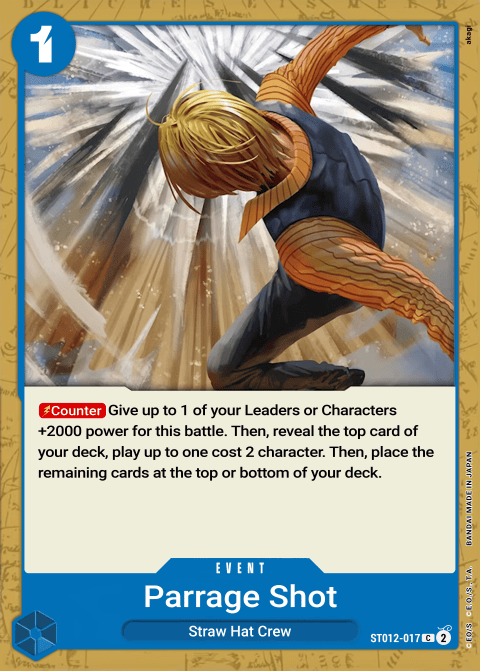 1
akagi
⚡Counter Give up to 1 of your Leaders or Characters
+2000 power for this battle. Then, reveal the top card of
your deck, play up to one cost 2 character. Then, place the
remaining cards at the top or bottom of your deck.
EVENT
Parrage Shot
Straw Hat Crew
ST012-017 C 2
©E.O/S. ©E.O./S.,T.A. BANDAI MADE IN JAPAN